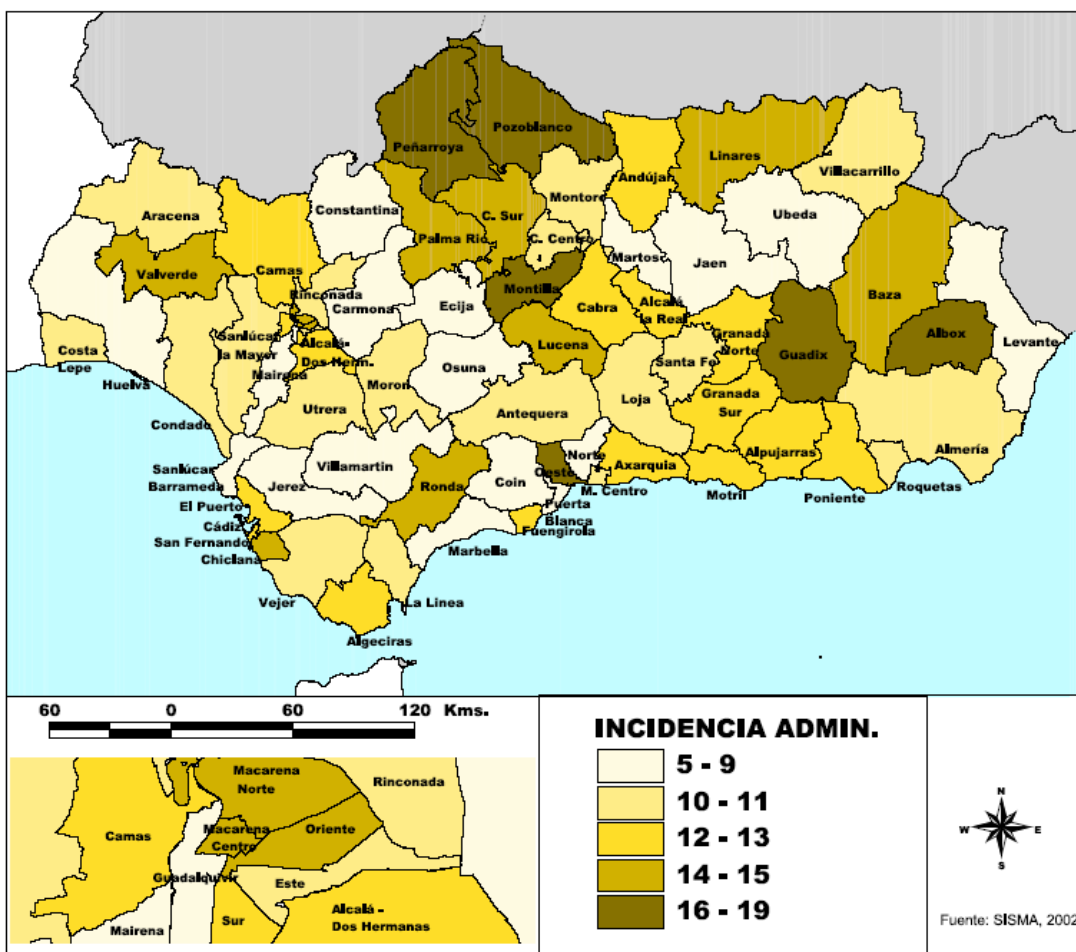 Pozoblanco
Peñarroya
Linares
Andújar
Villacarrillo
Montoro
Constantina
Aracena
Ubeda
C. Sur
Palma Rio
C. Centro
Martos
Jaen
Valverde
Camas
Montilla
Baza
Rinconada
Carmona
Ecija
Cabra
Alcalá
la Real
Albox
Sanlúcar
la Mayor
Alcalá-
Dos Herm.
Granada
Norte
Levante
Costa
Lepe
Lucena
Santa Fe
Guadix
Mairena
Osuna
Huelva
Moron
Granada
Sur
Utrera
Loja
Antequera
Condado
Alpujarras
Almería
Norte
Villamartin
Axarquia
Sanlúcar
Barrameda
Jerez
Ronda
Coin
Oeste
M. Centro
Motril
Poniente
Roquetas
El Puerto
Puerta
Blanca
Cádiz
Fuengirola
San Fernando
Marbella
Chiclana
Vejer
La Linea
Algeciras
60 0 60 120 Kms.
Macarena
Norte
Rinconada
Camas
Macarena
Centro
Oriente
Guadalquivir
Este
Sur
Alcalá -
Dos Hermanas
Mairena
INCIDENCIA ADMIN.
5 - 9
10 - 11
12 - 13
14 - 15
16 - 19
N
W E
S
Fuente: SISMA, 2002